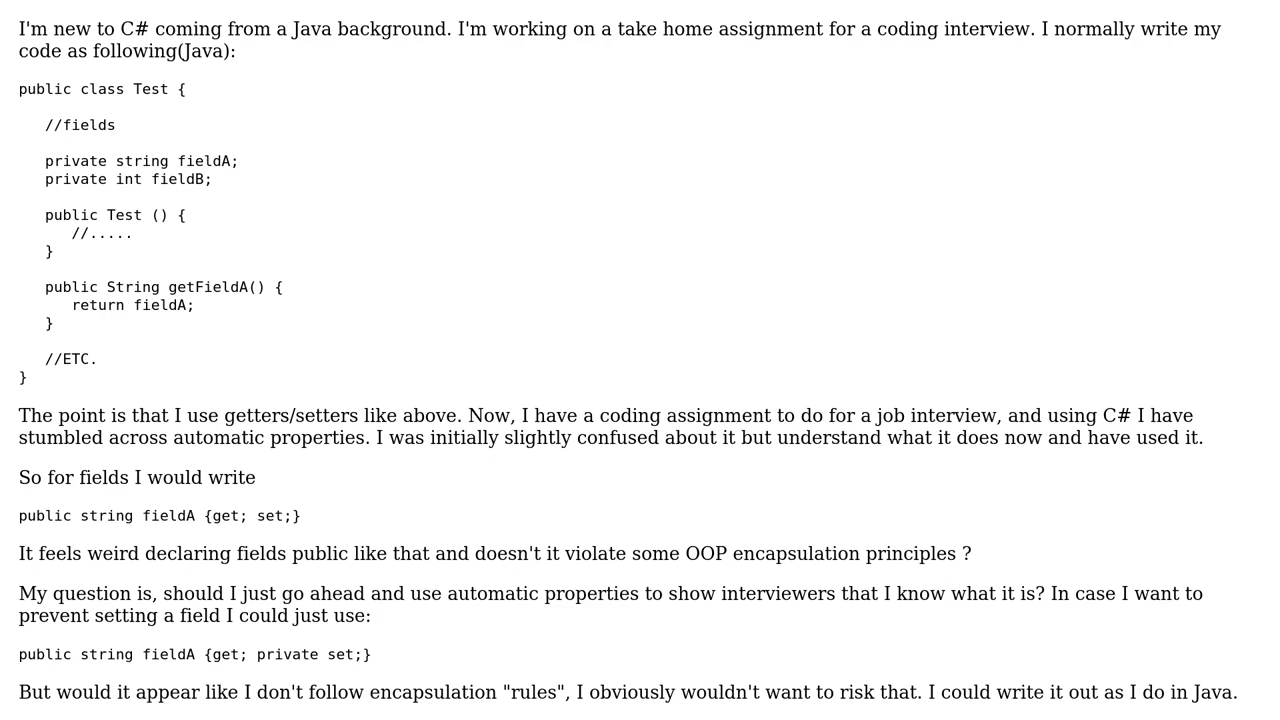 I'm new to C# coming from a Java background. I'm working on a take home assignment for a coding interview. I normally write my
code as following(Java):
public class Test {
//fields
private string fieldA;
private int fieldB;
public Test () {
//.....
}
public String getFieldA() {
return fieldA;
}
//ETC.
}
The point is that I use getters/setters like above. Now, I have a coding assignment to do for a job interview, and using C# I have
stumbled across automatic properties. I was initially slightly confused about it but understand what it does now and have used it.
So for fields I would write
public string fieldA {get; set;}
It feels weird declaring fields public like that and doesn't it violate some OOP encapsulation principles ?
My question is, should I just go ahead and use automatic properties to show interviewers that I know what it is? In case I want to
prevent setting a field I could just use:
public string fieldA {get; private set;}
But would it appear like I don't follow encapsulation "rules", I obviously wouldn't want to risk that. I could write it out as I do in Java.